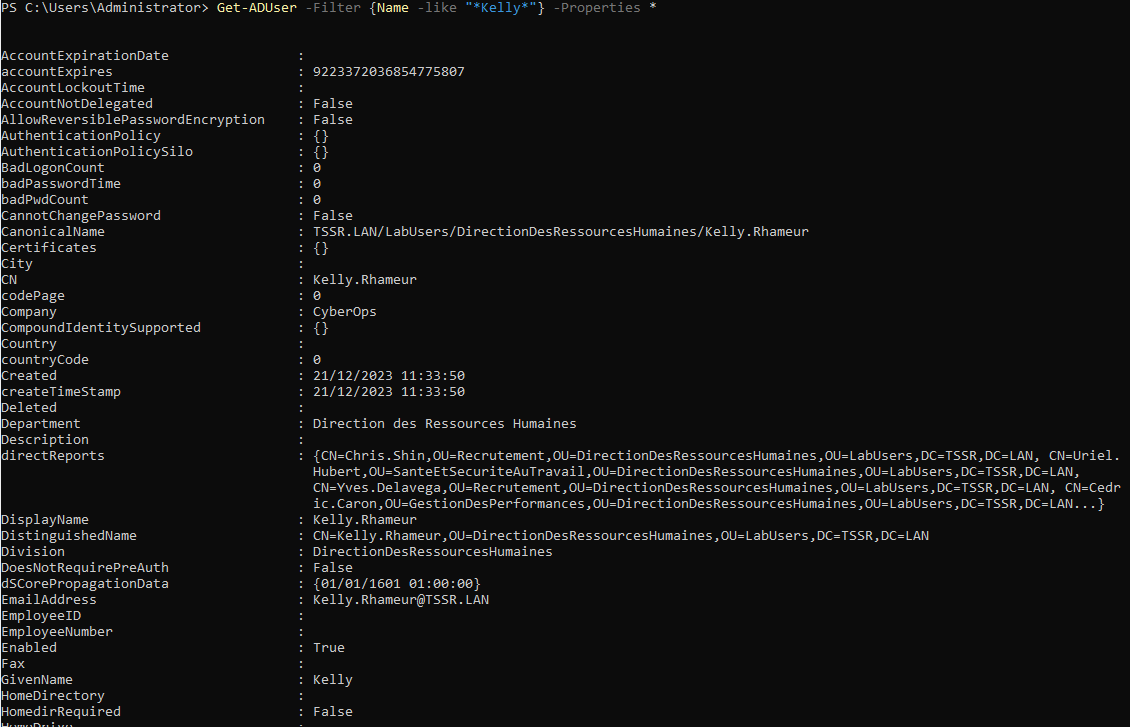 PS C:\Users\Administrator> Get-ADUser -Filter {Name -like "*Kelly*"} -Properties *
AccountExpirationDate :
accountExpires : 9223372036854775807
AccountLockoutTime :
AccountNotDelegated : False
AllowReversiblePasswordEncryption : False
AuthenticationPolicy : {}
AuthenticationPolicySilo : {}
BadLogonCount : 0
badPasswordTime : 0
badPwdCount : 0
CannotChangePassword : False
CanonicalName : TSSR.LAN/LabUsers/DirectionDesRessourcesHumaines/Kelly.Rhameur
Certificates : {}
City :
CN : Kelly.Rhameur
codePage : 0
Company : CyberOps
CompoundIdentitySupported : {}
Country :
countryCode : 0
Created : 21/12/2023 11:33:50
createTimeStamp : 21/12/2023 11:33:50
Deleted :
Department : Direction des Ressources Humaines
Description :
directReports : {CN=Chris.Shin,OU=Recrutement,OU=DirectionDesRessourcesHumaines,OU=LabUsers,DC=TSSR,DC=LAN, CN=Uriel.
Hubert,OU=SanteEtSecuriteAuTravail,OU=DirectionDesRessourcesHumaines,OU=LabUsers,DC=TSSR,DC=LAN,
CN=Yves.Delavega,OU=Recrutement,OU=DirectionDesRessourcesHumaines,OU=LabUsers,DC=TSSR,DC=LAN, CN=Cedr
ic.Caron,OU=GestionDesPerformances,OU=DirectionDesRessourcesHumaines,OU=LabUsers,DC=TSSR,DC=LAN...}
DisplayName : Kelly.Rhameur
DistinguishedName : CN=Kelly.Rhameur,OU=DirectionDesRessourcesHumaines,OU=LabUsers,DC=TSSR,DC=LAN
Division : DirectionDesRessourcesHumaines
DoesNotRequirePreAuth : False
dSCorePropagationData : {01/01/1601 01:00:00}
EmailAddress : Kelly.Rhameur@TSSR.LAN
EmployeeID :
EmployeeNumber :
Enabled : True
Fax :
GivenName : Kelly
HomeDirectory :
HomedirRequired : False